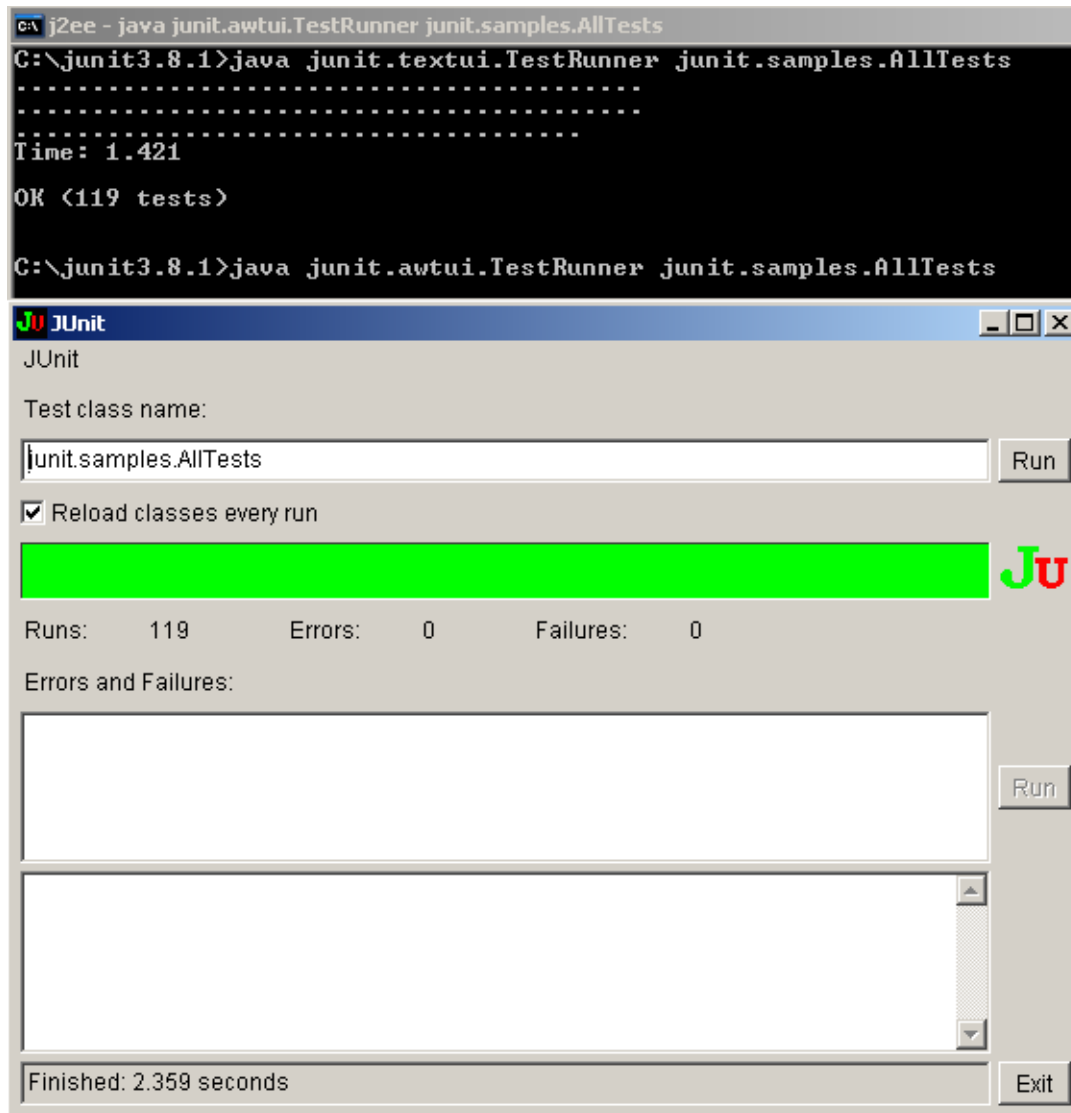 j2ee - java junit.awtui.TestRunner junit.samples.AllTests
C:\junit3.8.1>java junit.textui.TestRunner junit.samples.AllTests
.........................................
.........................................
.....................................
Time: 1.421
OK (119 tests)
C:\junit3.8.1>java junit.awtui.TestRunner junit.samples.AllTests
JU JUnit
JUnit
Test class name:
junit.samples.AllTests Run
Reload classes every run
JU
Runs: 119 Errors: 0 Failures: 0
Errors and Failures:
Run
Finished: 2.359 seconds Exit